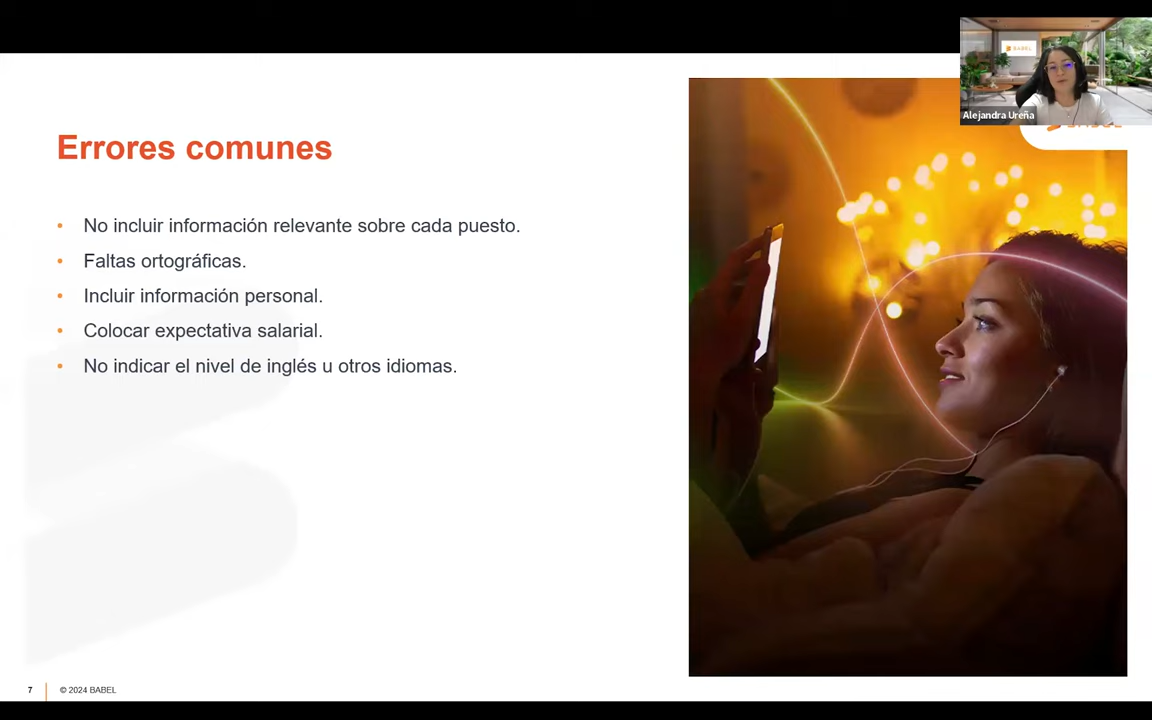 BABEL
Alejandra Ureña
Errores comunes
• No incluir información relevante sobre cada puesto.
• Faltas ortográficas.
• Incluir información personal.
• Colocar expectativa salarial.
• No indicar el nivel de inglés u otros idiomas.
7
© 2024 BABEL